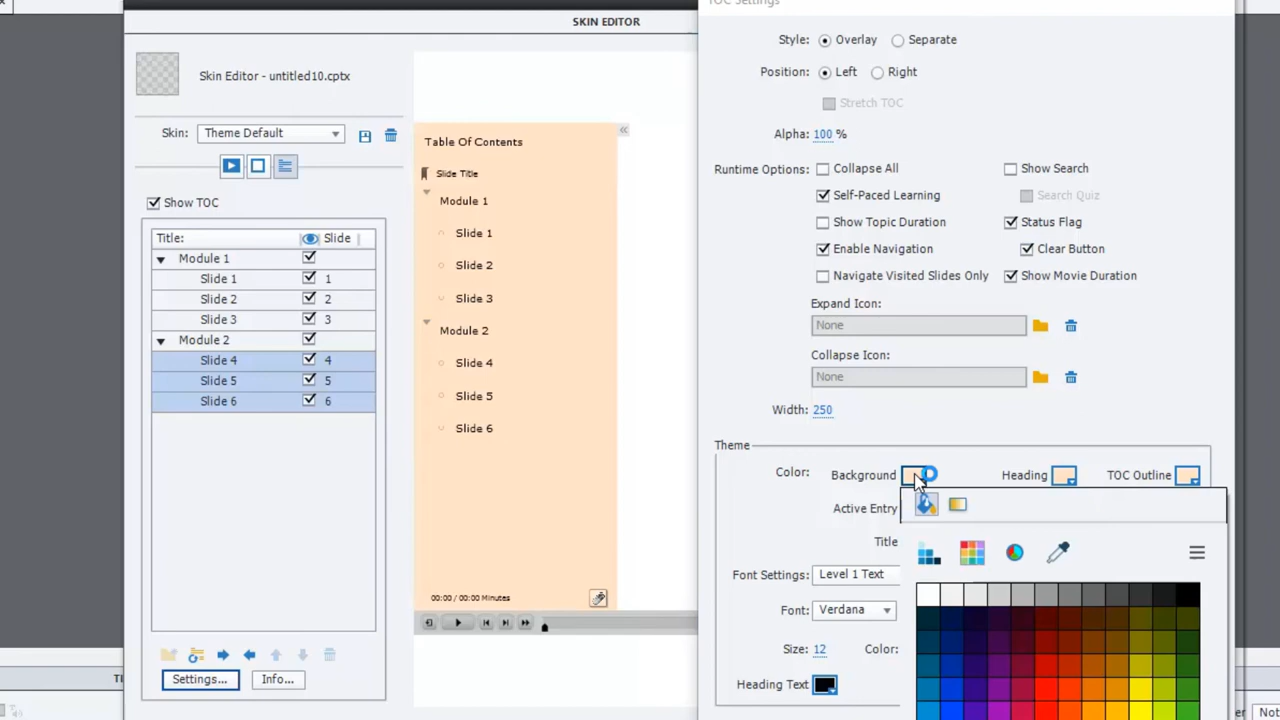 TOC Settings
SKIN EDITOR
Style: Overlay Separate
Skin Editor - untitled10.cptx
Position: Left Right
Stretch TOC
Skin: Theme Default
Alpha: 100 %
Table Of Contents
Runtime Options: Collapse All Show Search
Slide Title
Self-Paced Learning Search Quiz
Show TOC
Module 1
Show Topic Duration Status Flag
Title: Slide
Slide 1
Enable Navigation Clear Button
Module 1
Slide 2
Navigate Visited Slides Only Show Movie Duration
Slide 1 1
Slide 2 2
Slide 3
Expand Icon:
Slide 3 3
None
Module 2
Module 2
Collapse Icon:
Slide 4 4
Slide 4
None
Slide 5 5
Slide 5
Slide 6 6
Width: 250
Slide 6
Theme
Color: Background Heading TOC Outline
Active Entry
Title
Font Settings: Level 1 Text
00:00 / 00:00 Minutes
Font: Verdana
Size: 12 Color:
Settings... Info...
Heading Text
TI
er Not